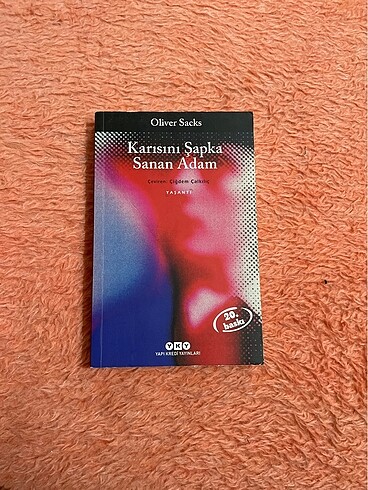 Oliver Sacks
Karısını Şapka
Sanan Adam
Çeviren: Çiğdem Çalkılıç
YAŞANTI
20.
baskı
YKY
YAPI KREDİ YAYINLARI